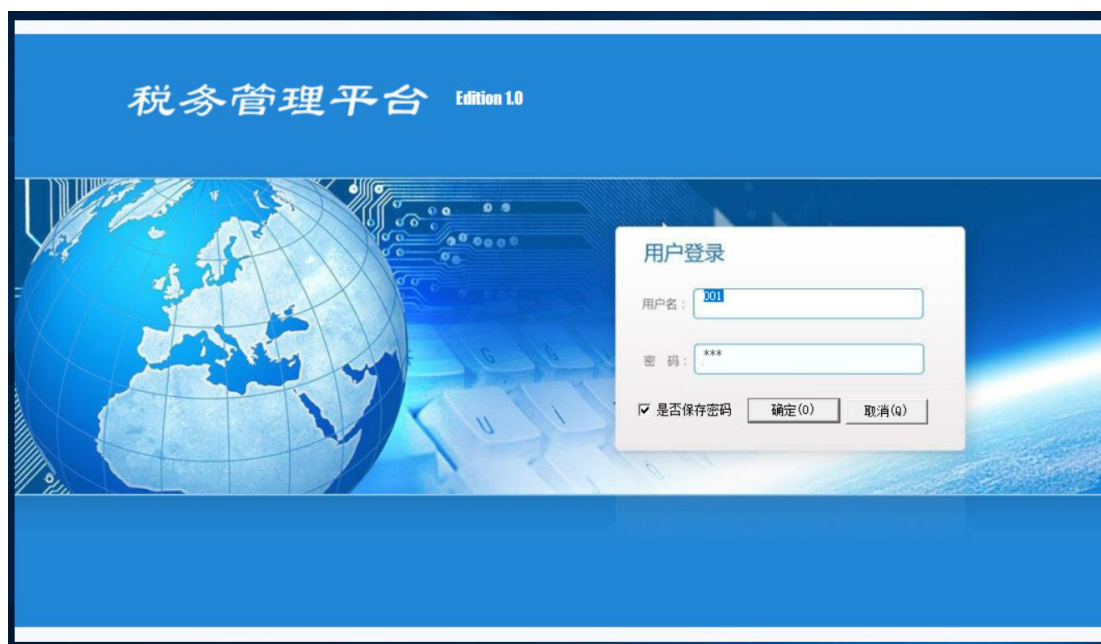 税务管理平台 Edition 1.0
用户登录
用户名： 001
密 码： ***
是否保存密码 确定(O) 取消(Q)